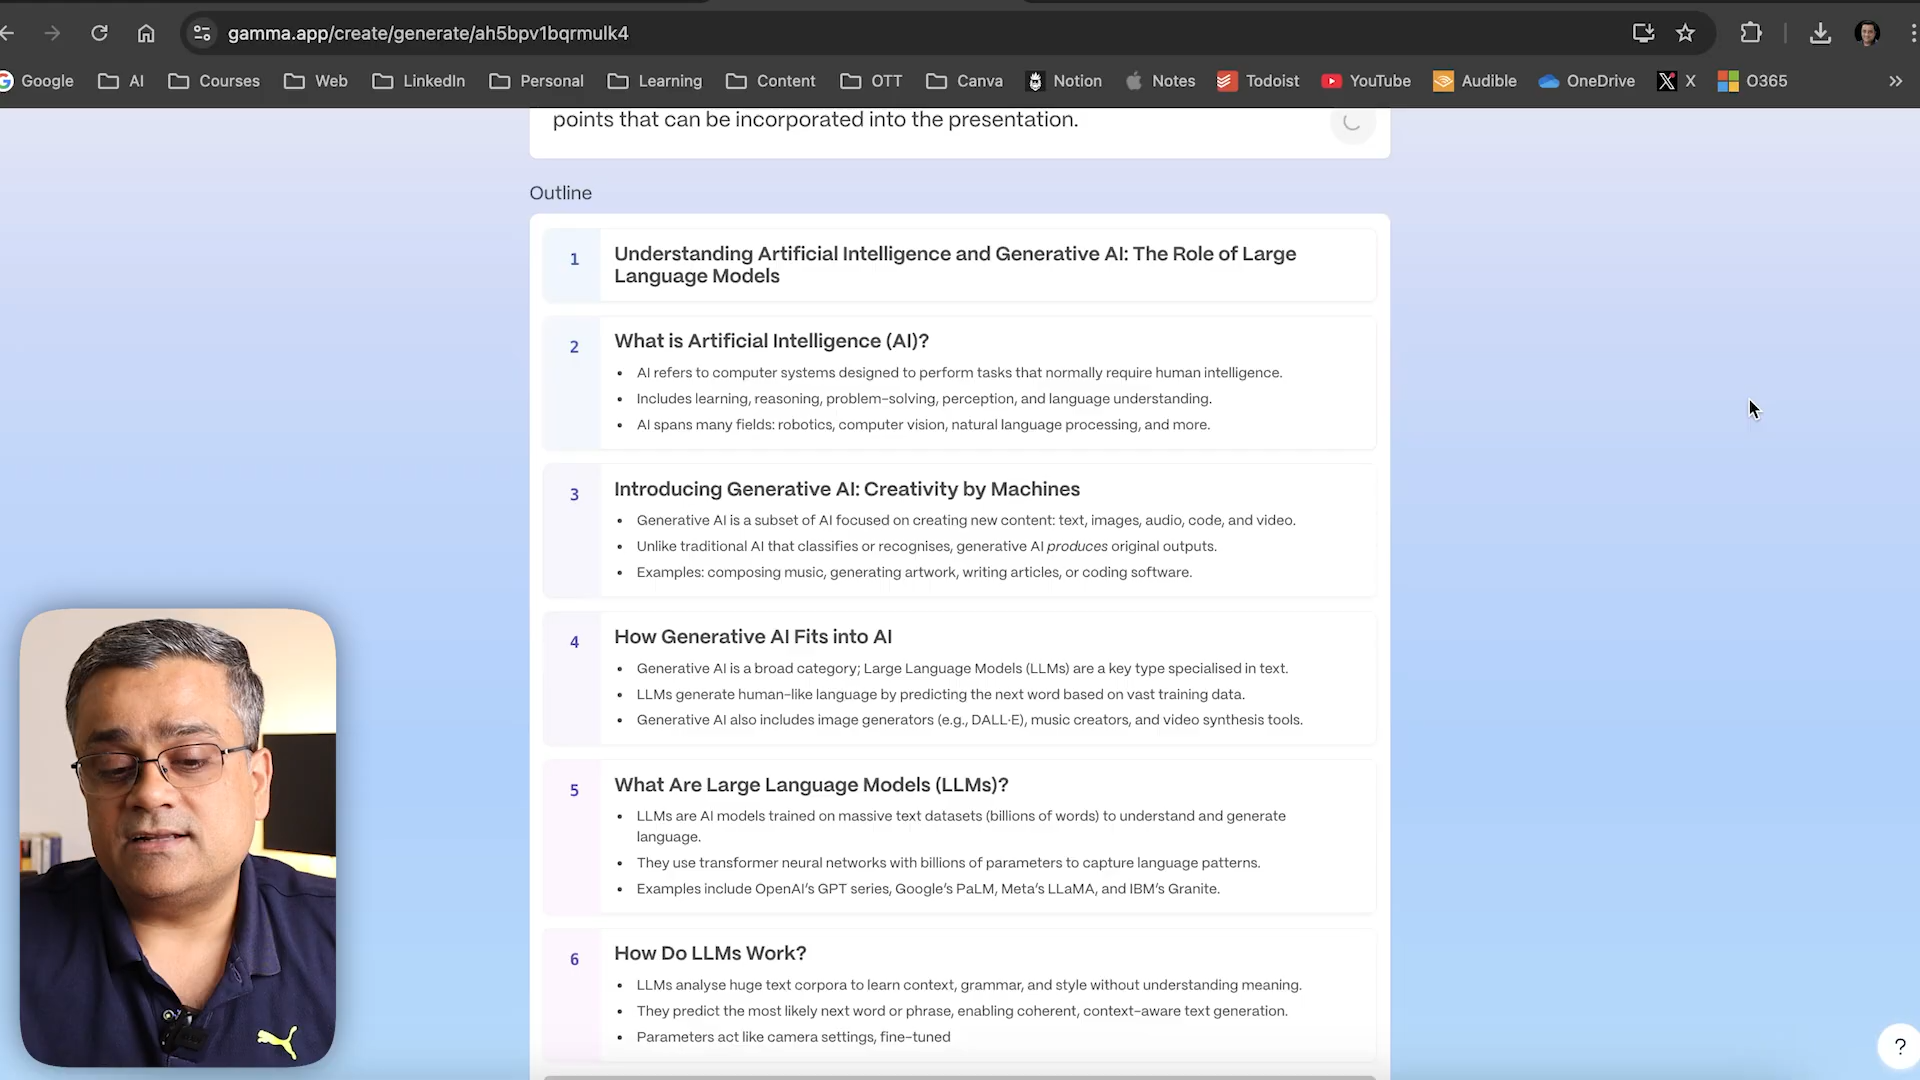 gamma.app/create/generate/ah5bpv1bqrmulk4
Google AI Courses Web LinkedIn Personal Learning Content OTT Canva Notion Notes Todoist YouTube Audible OneDrive X O365 »
points that can be incorporated into the presentation.
Outline
1 Understanding Artificial Intelligence and Generative AI: The Role of Large
Language Models
2 What is Artificial Intelligence (AI)?
• AI refers to computer systems designed to perform tasks that normally require human intelligence.
• Includes learning, reasoning, problem-solving, perception, and language understanding.
• AI spans many fields: robotics, computer vision, natural language processing, and more.
3 Introducing Generative AI: Creativity by Machines
• Generative AI is a subset of AI focused on creating new content: text, images, audio, code, and video.
• Unlike traditional AI that classifies or recognises, generative AI produces original outputs.
• Examples: composing music, generating artwork, writing articles, or coding software.
4 How Generative AI Fits into AI
• Generative AI is a broad category; Large Language Models (LLMs) are a key type specialised in text.
• LLMs generate human-like language by predicting the next word based on vast training data.
• Generative AI also includes image generators (e.g., DALL·E), music creators, and video synthesis tools.
5 What Are Large Language Models (LLMs)?
• LLMs are AI models trained on massive text datasets (billions of words) to understand and generate
language.
• They use transformer neural networks with billions of parameters to capture language patterns.
• Examples include OpenAI’s GPT series, Google’s PaLM, Meta’s LLaMA, and IBM’s Granite.
6 How Do LLMs Work?
• LLMs analyse huge text corpora to learn context, grammar, and style without understanding meaning.
• They predict the most likely next word or phrase, enabling coherent, context-aware text generation.
• Parameters act like camera settings, fine-tuned
?